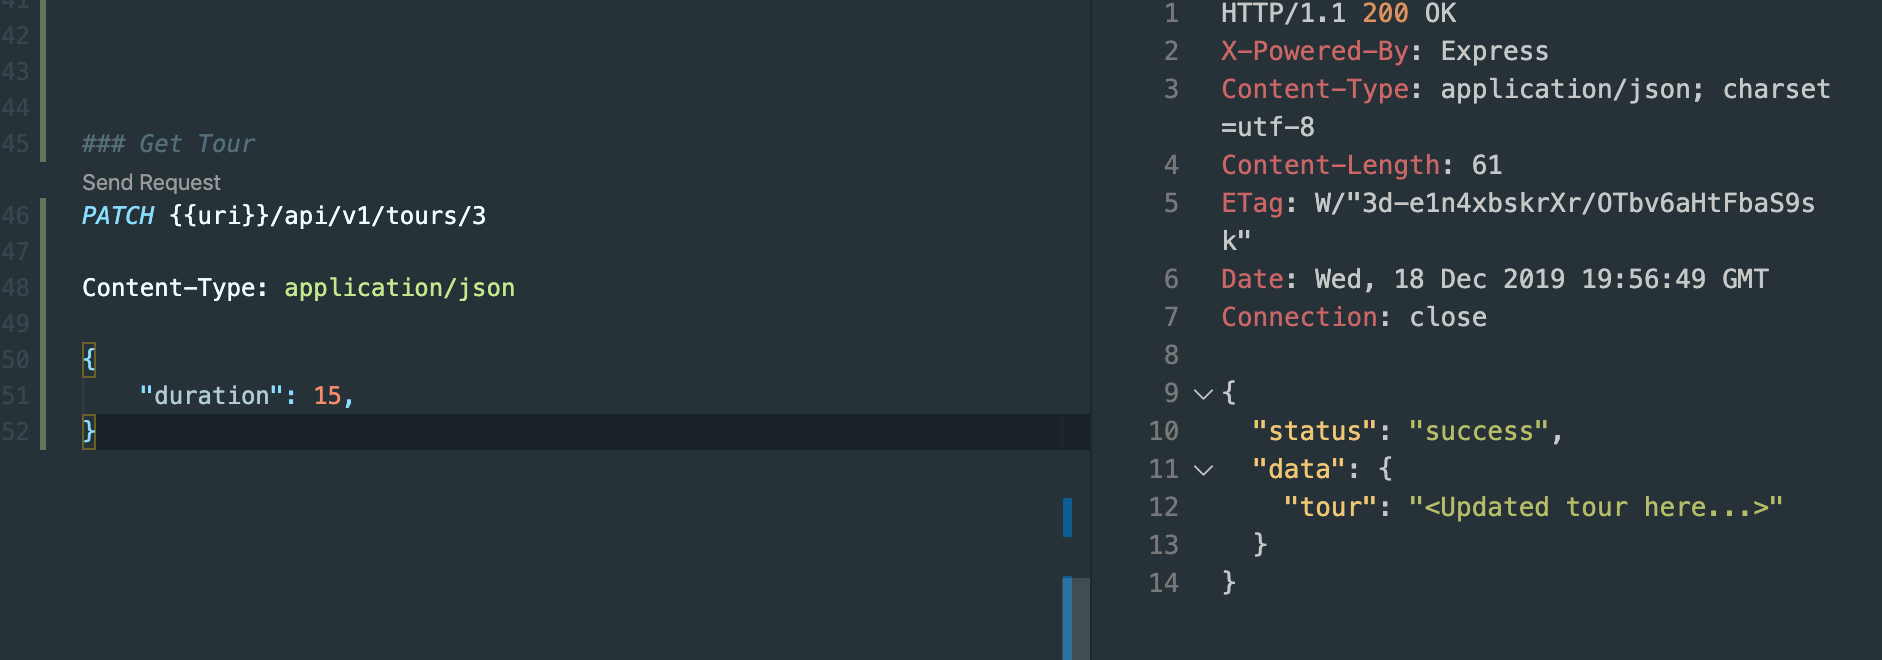 41
42
43
44
45 ### Get Tour
Send Request
46 PATCH {{uri}}/api/v1/tours/3
47
48 Content-Type: application/json
49
50 {
51 "duration": 15,
52 }
1 HTTP/1.1 200 OK
2 X-Powered-By: Express
3 Content-Type: application/json; charset
=utf-8
4 Content-Length: 61
5 ETag: W/"3d-e1n4xbskrXr/OTbv6aHtFbaS9s
k"
6 Date: Wed, 18 Dec 2019 19:56:49 GMT
7 Connection: close
8
9 {
10 "status": "success",
11 "data": {
12 "tour": "<Updated tour here...>"
13 }
14 }